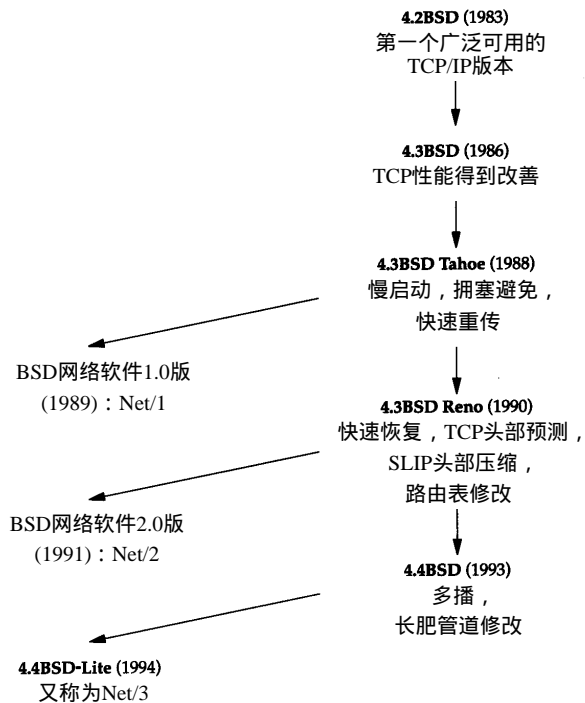 4.2BSD (1983)
第一个广泛可用的
TCP/IP版本
4.3BSD (1986)
TCP性能得到改善
4.3BSD Tahoe (1988)
慢启动，拥塞避免，
快速重传
BSD网络软件1.0版
(1989)：Net/1
4.3BSD Reno (1990)
快速恢复，TCP头部预测，
SLIP头部压缩，
路由表修改
BSD网络软件2.0版
(1991)：Net/2
4.4BSD (1993)
多播，
长肥管道修改
4.4BSD-Lite (1994)
又称为Net/3